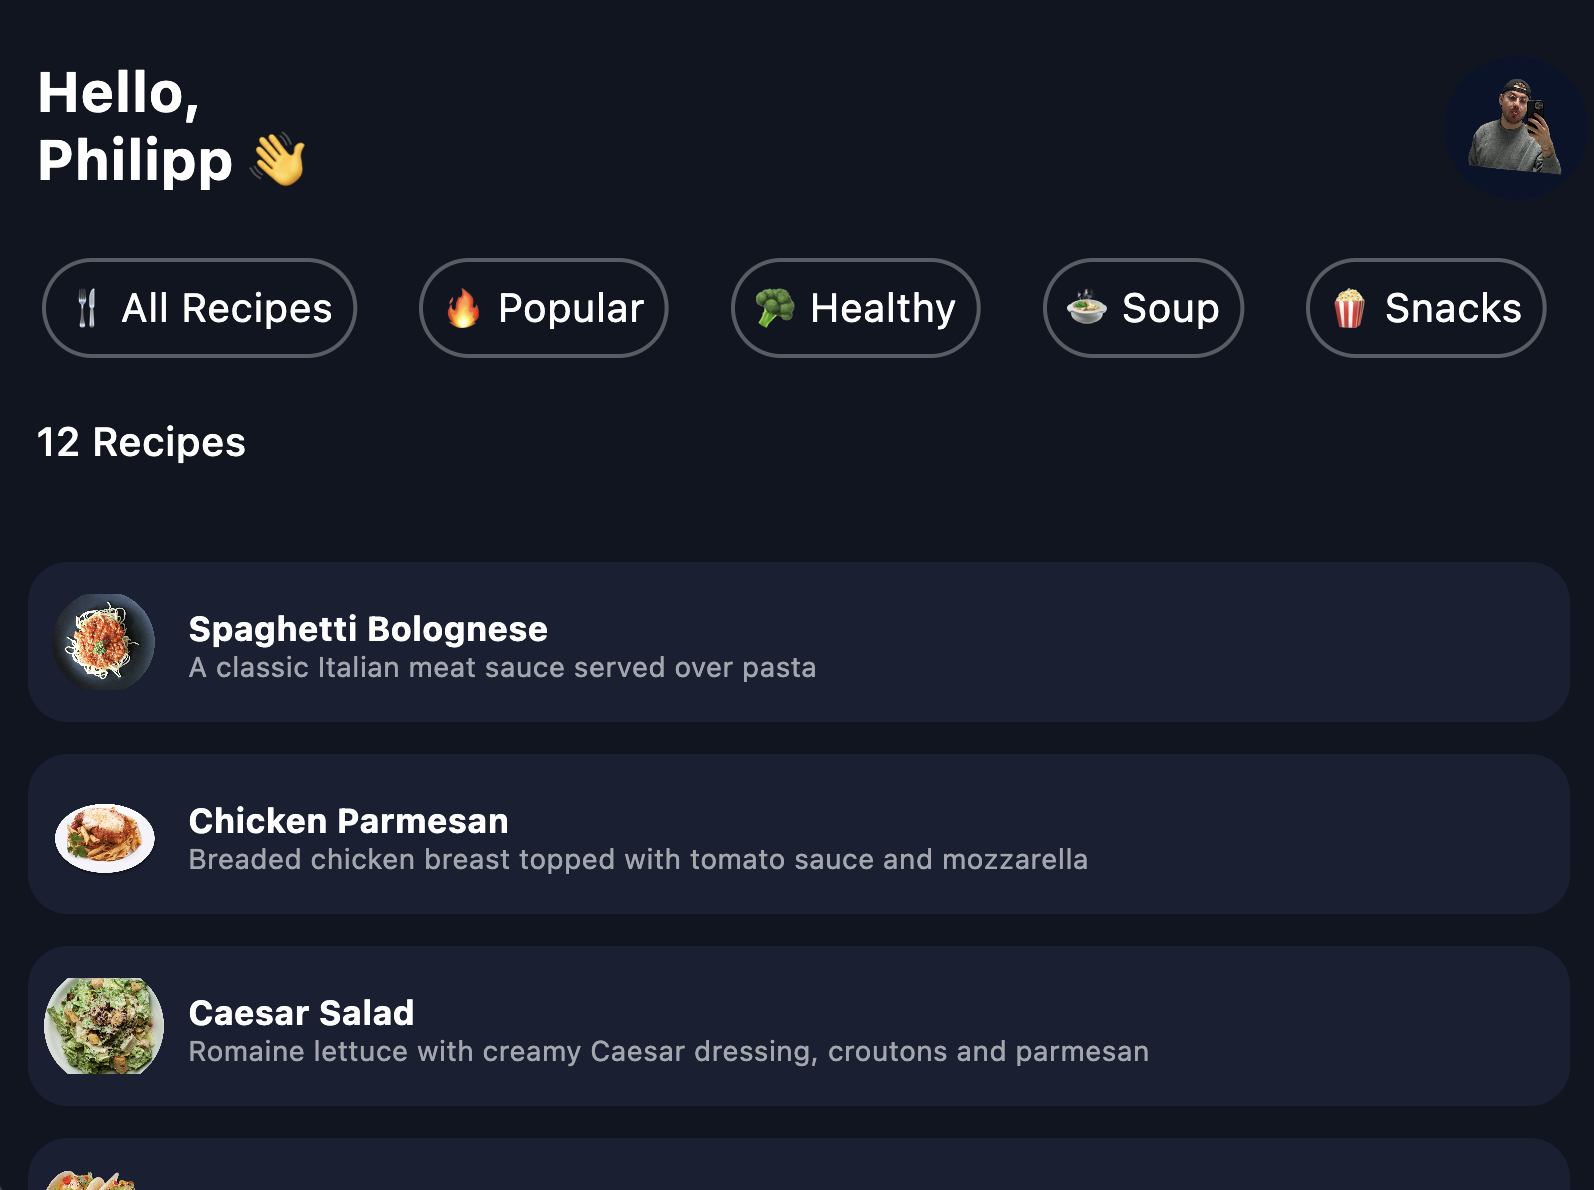 Hello,
Philipp 👋
🍴 All Recipes
🔥 Popular
🥦 Healthy
🍲 Soup
🍿 Snacks
12 Recipes
Spaghetti Bolognese
A classic Italian meat sauce served over pasta
Chicken Parmesan
Breaded chicken breast topped with tomato sauce and mozzarella
Caesar Salad
Romaine lettuce with creamy Caesar dressing, croutons and parmesan